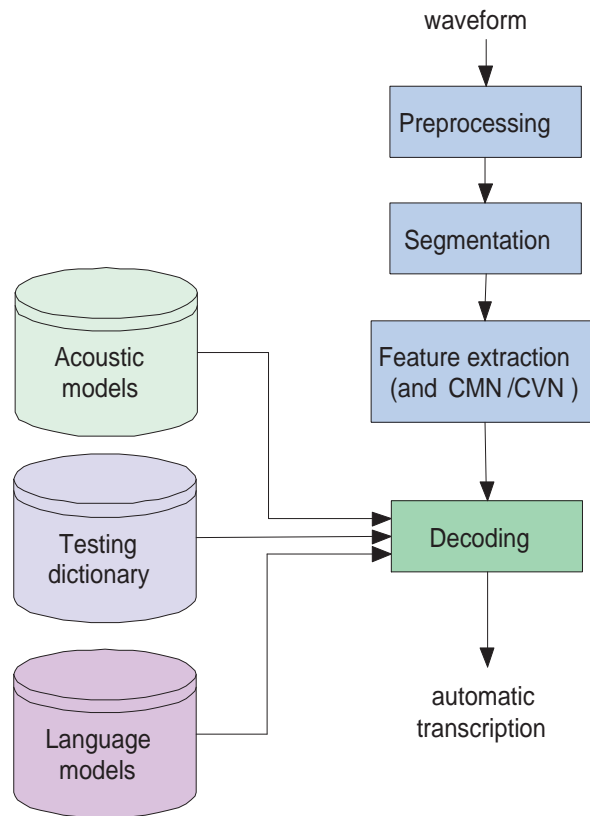 waveform
Preprocessing
Segmentation
Feature extraction
(and CMN /CVN )
Acoustic
models
Testing
dictionary
Language
models
Decoding
automatic
transcription